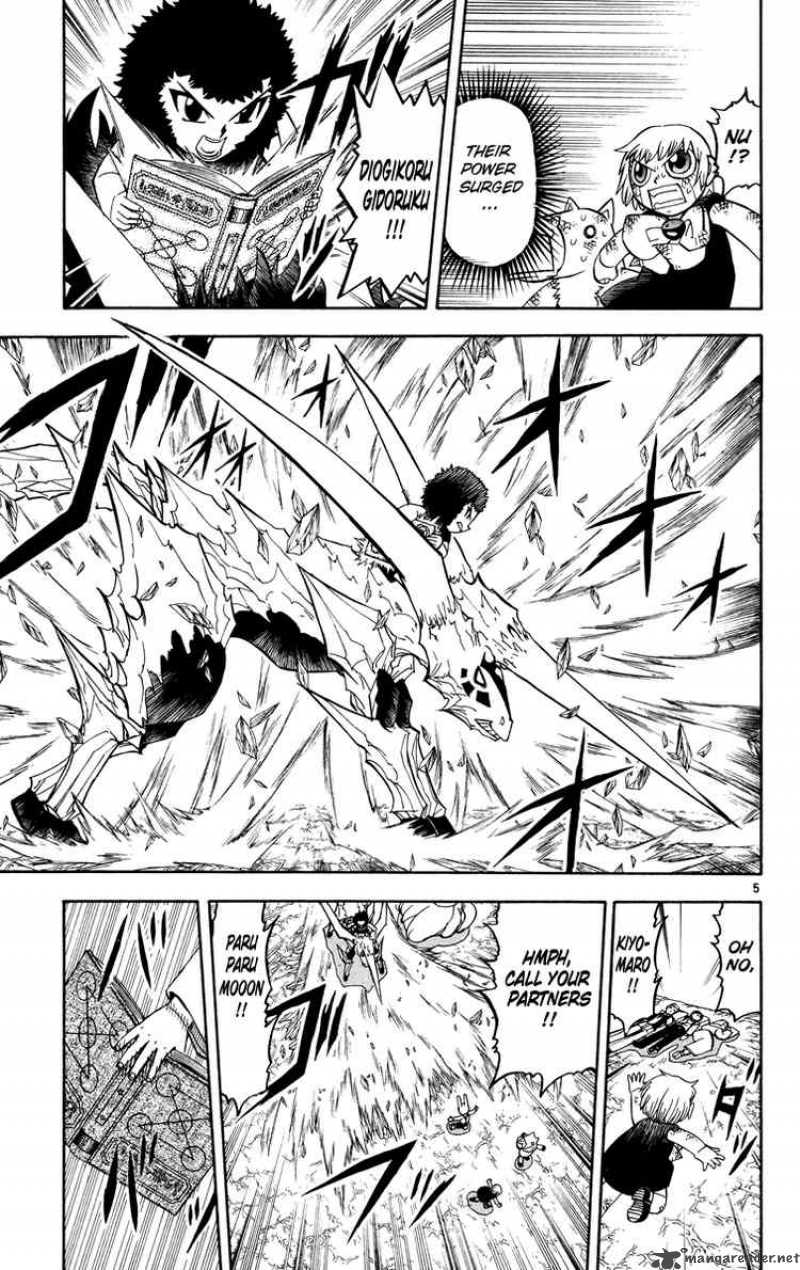 NU
!?
THEIR
POWER
SURGED
...
DIOGIKORU
GIDORUKU
!!!
5
OH
NO,
KIYO-
MARO
!!
HMPH,
CALL YOUR
PARTNERS
!!
PARU
PARU
MOOON
!!
mangareader.net